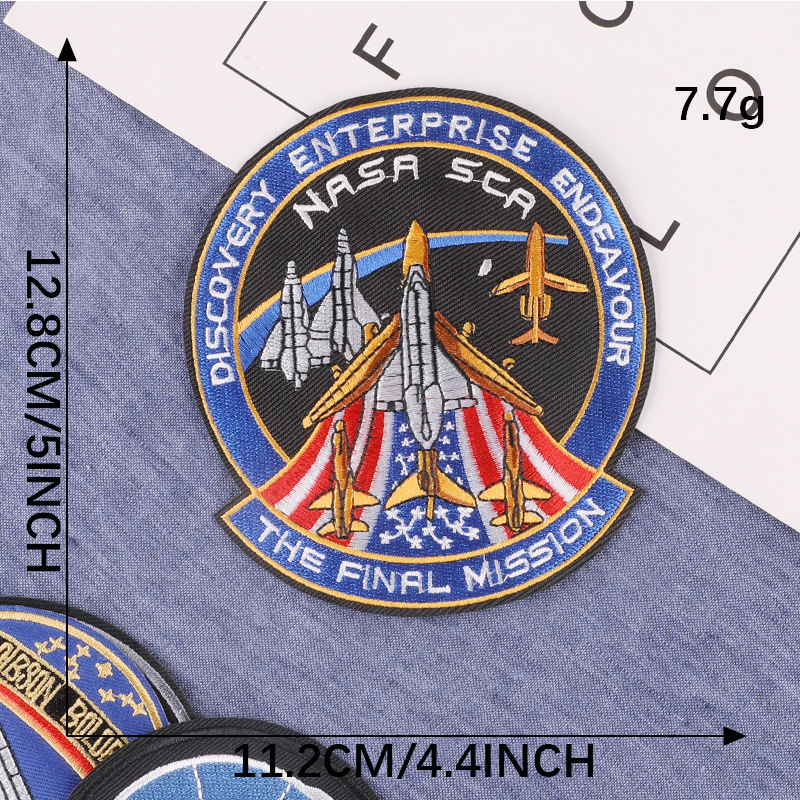 F
O
O
L
7.7g
DISCOVERY ENTERPRISE ENDEAVOUR
NASA SCA
THE FINAL MISSION
12.8CM/5INCH
11.2CM/4.4INCH